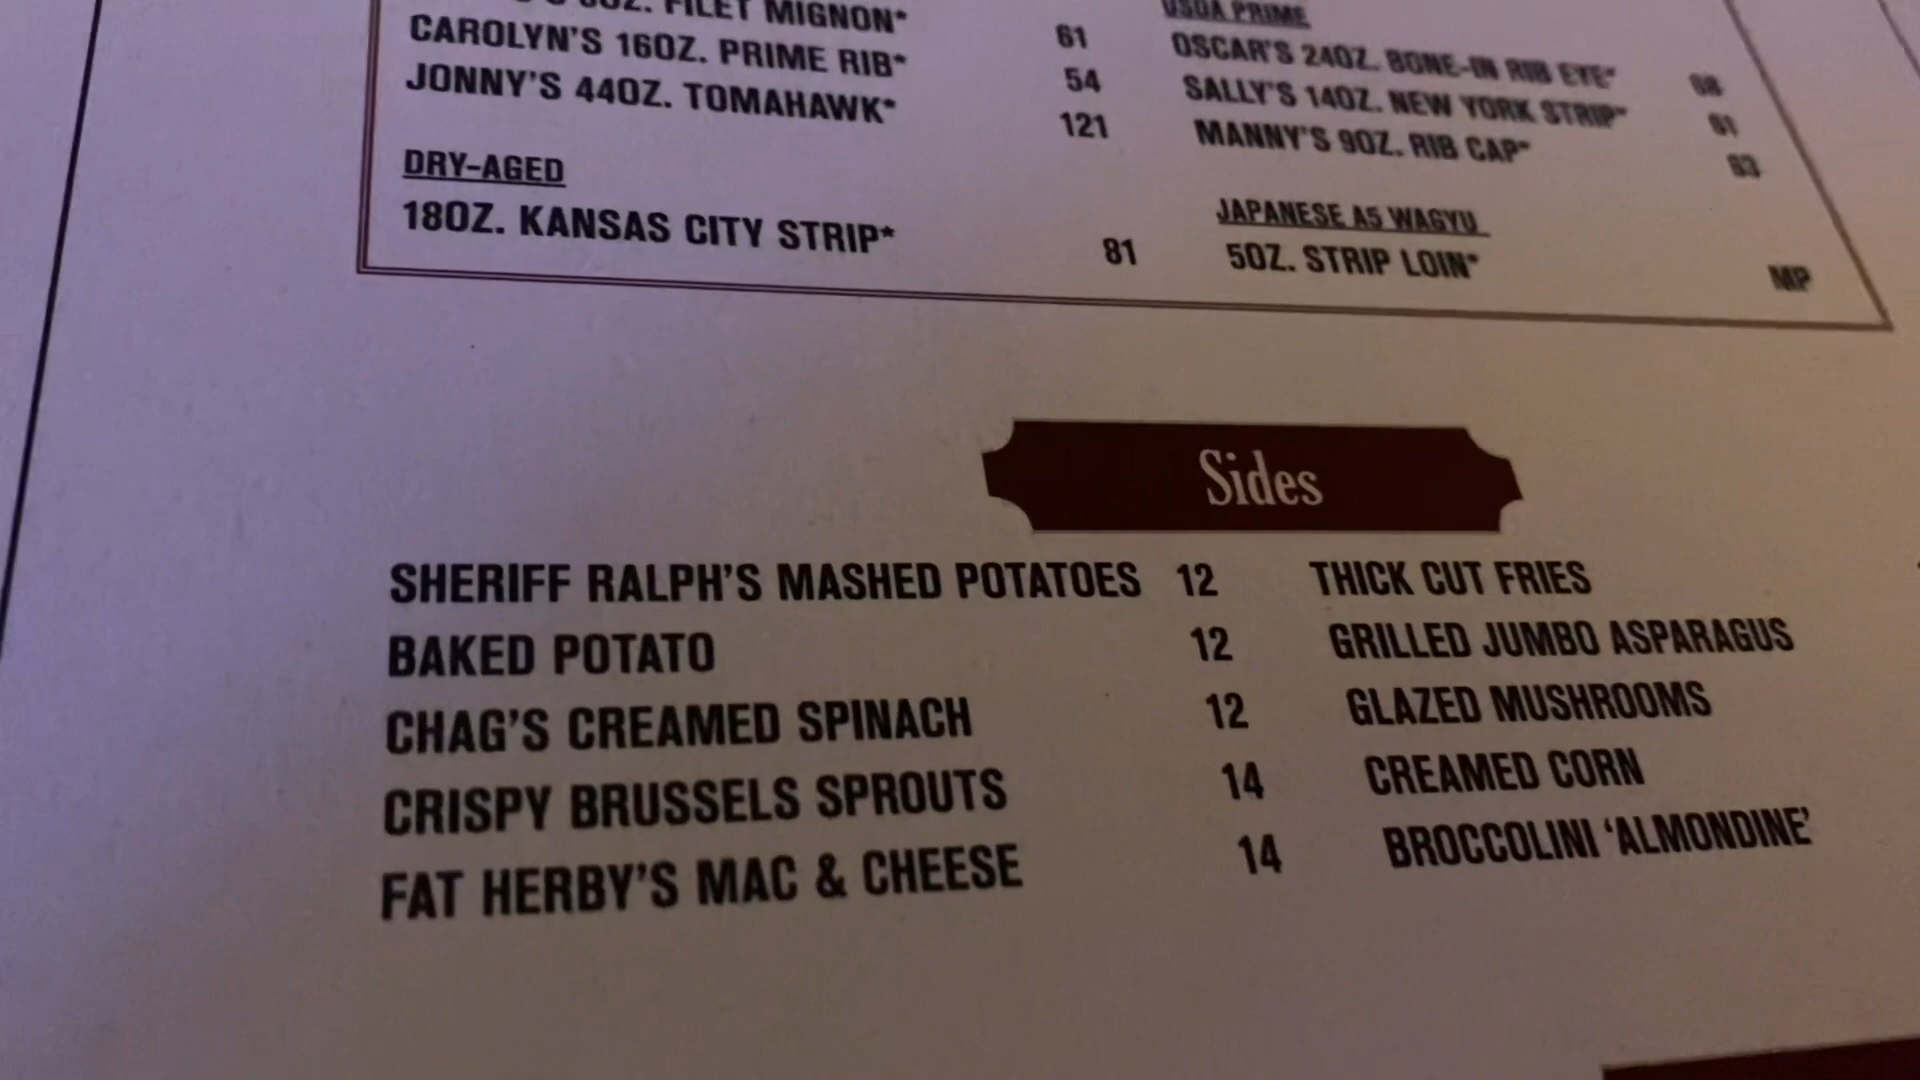 FILET MIGNON* 61
CAROLYN'S 16OZ. PRIME RIB* 54
JONNY'S 44OZ. TOMAHAWK* 121
DRY-AGED
18OZ. KANSAS CITY STRIP* 81
USDA PRIME
OSCAR'S 24OZ. BONE-IN RIB EYE*
SALLY'S 14OZ. NEW YORK STRIP*
MANNY'S 9OZ. RIB CAP*
JAPANESE A5 WAGYU
5OZ. STRIP LOIN* MP
Sides
SHERIFF RALPH'S MASHED POTATOES 12
BAKED POTATO 12
CHAG'S CREAMED SPINACH 12
CRISPY BRUSSELS SPROUTS 14
FAT HERBY'S MAC & CHEESE 14
THICK CUT FRIES
GRILLED JUMBO ASPARAGUS
GLAZED MUSHROOMS
CREAMED CORN
BROCCOLINI ‘ALMONDINE’